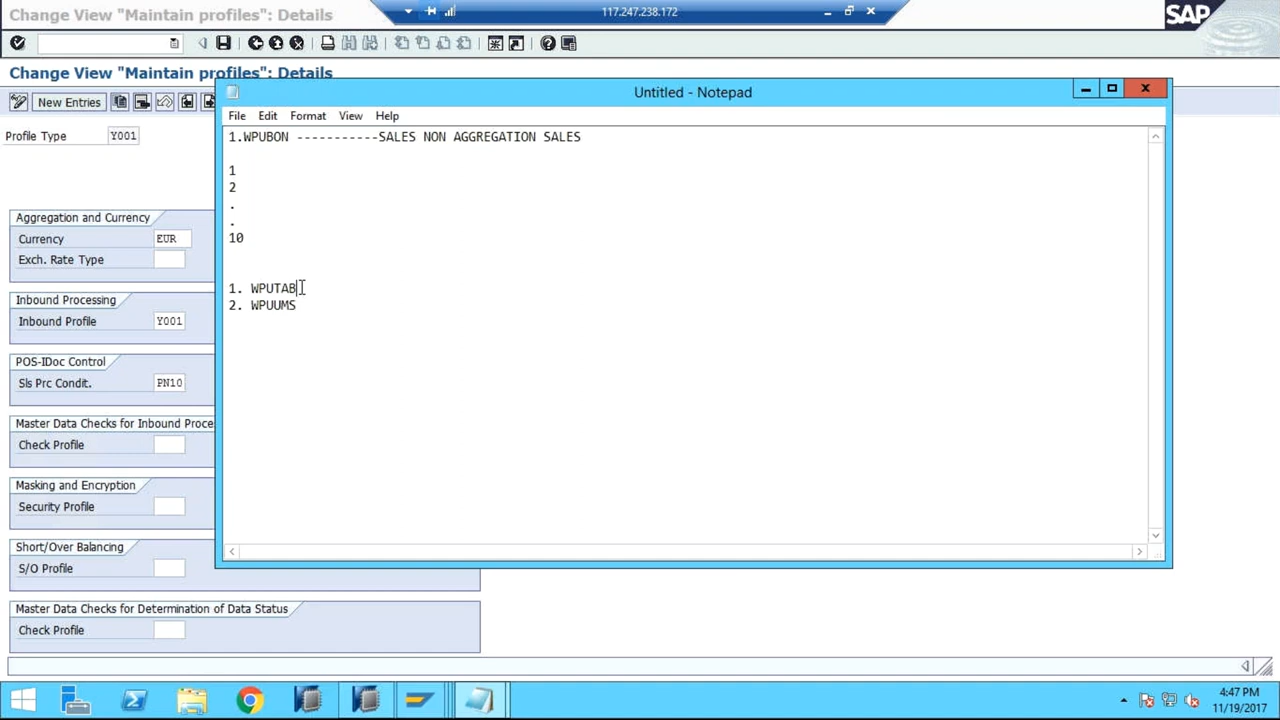 Change View "Maintain profiles": Details
117.247.238.172
SAP
Change View "Maintain profiles": Details
New Entries
Profile Type Y001
Aggregation and Currency
Currency EUR
Exch. Rate Type
Inbound Processing
Inbound Profile Y001
POS-IDoc Control
Sls Prc Condit. PN10
Master Data Checks for Inbound Proce
Check Profile
Masking and Encryption
Security Profile
Short/Over Balancing
S/O Profile
Master Data Checks for Determination of Data Status
Check Profile
Untitled - Notepad
File Edit Format View Help
1.WPUBON -----------SALES NON AGGREGATION SALES
1
2
.
.
10
1. WPUTAB
2. WPUUMS
4:47 PM
11/19/2017